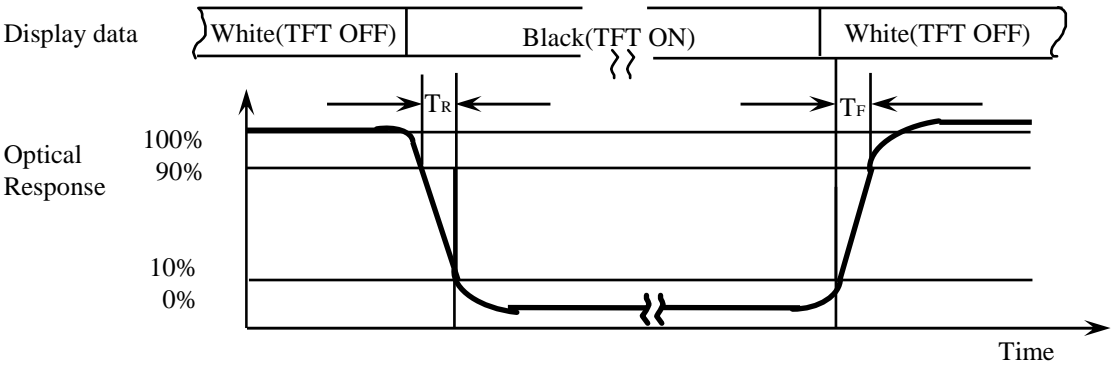 Display data
White(TFT OFF)
Black(TFT ON)
White(TFT OFF)
TR
TF
100%
Optical
Response
90%
10%
0%
Time